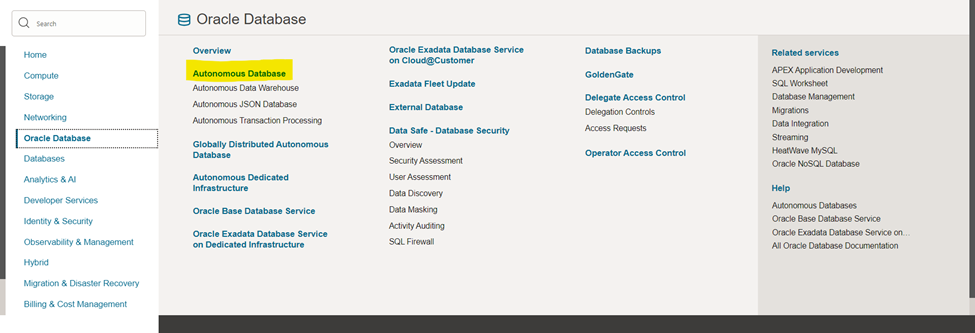 Search
Home
Compute
Storage
Networking
Oracle Database
Databases
Analytics & AI
Developer Services
Identity & Security
Observability & Management
Hybrid
Migration & Disaster Recovery
Billing & Cost Management
Oracle Database
Overview
Autonomous Database
Autonomous Data Warehouse
Autonomous JSON Database
Autonomous Transaction Processing
Globally Distributed Autonomous
Database
Autonomous Dedicated
Infrastructure
Oracle Base Database Service
Oracle Exadata Database Service
on Dedicated Infrastructure
Oracle Exadata Database Service
on Cloud@Customer
Exadata Fleet Update
External Database
Data Safe - Database Security
Overview
Security Assessment
User Assessment
Data Discovery
Data Masking
Activity Auditing
SQL Firewall
Database Backups
GoldenGate
Delegate Access Control
Delegation Controls
Access Requests
Operator Access Control
Related services
APEX Application Development
SQL Worksheet
Database Management
Migrations
Data Integration
Streaming
HeatWave MySQL
Oracle NoSQL Database
Help
Autonomous Databases
Oracle Base Database Service
Oracle Exadata Database Service on...
All Oracle Database Documentation